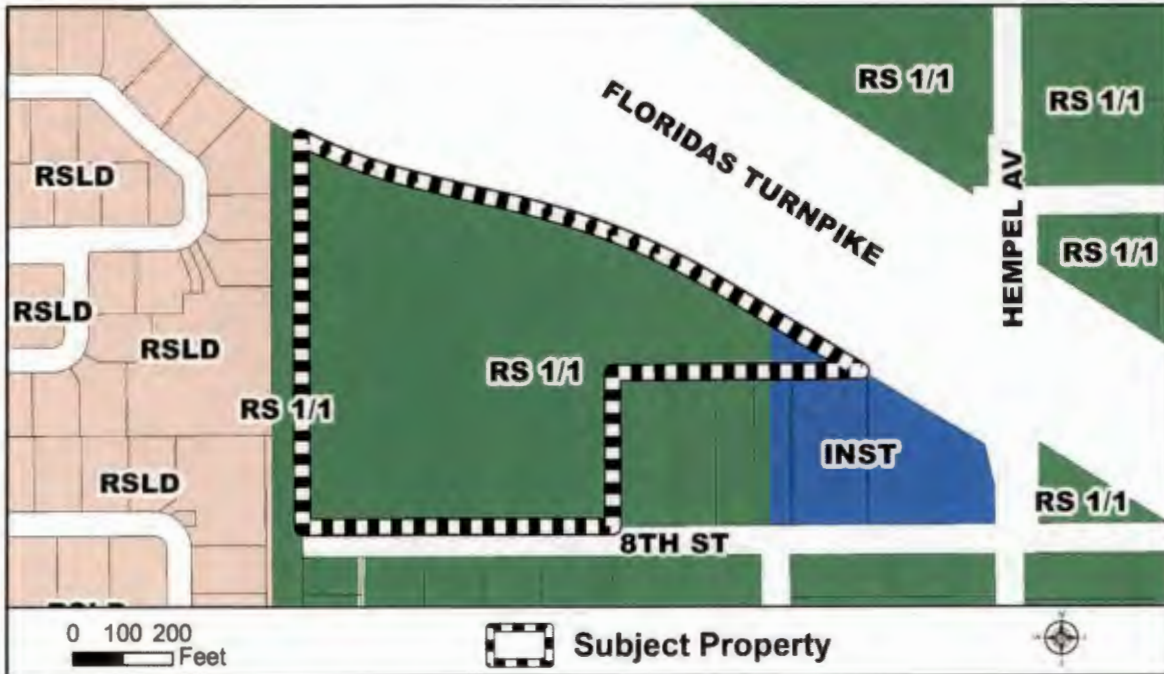 RS 1/1
RS 1/1
FLORIDAS TURNPIKE
HEMPEL AV
RSLD
RS 1/1
RSLD
RSLD
RS 1/1
RS 1/1
RSLD
INST
RS 1/1
8TH ST
RSLD
0 100 200
Feet
Subject Property